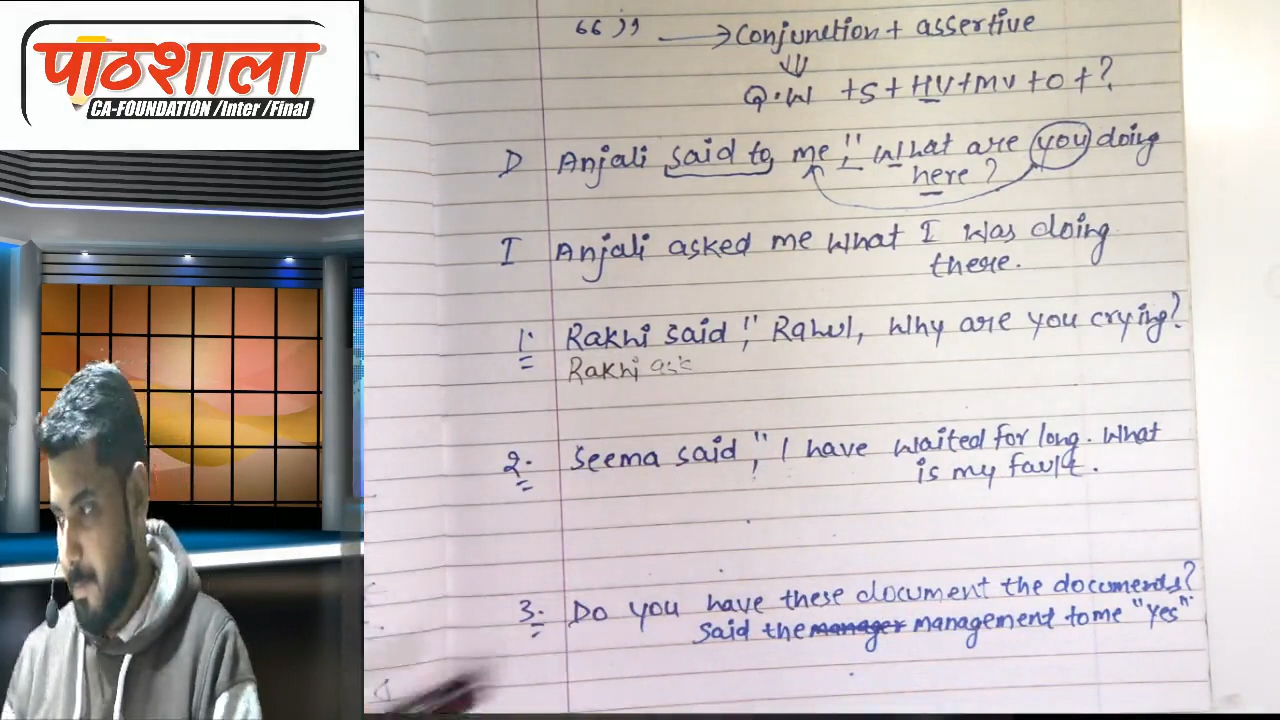 पाठशाला
CA-FOUNDATION /Inter /Final
“ ” → Conjunction + assertive
⇓
Q.W + S + HV + MV + O + ?
D Anjali said to me, "What are you doing
here?
I Anjali asked me what I was doing
there.
1. Rakhi said, "Rahul, Why are you crying?
Rakhi ask
2. Seema said, "I have waited for long. What
is my fault.
3. Do you have these document the documents?
said the manager management to me "yes".